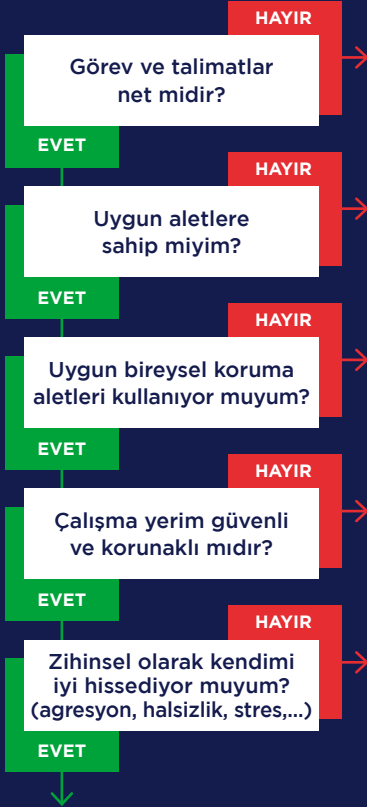 HAYIR
Görev ve talimatlar
net midir?
EVET
HAYIR
Uygun aletlere
sahip miyim?
EVET
HAYIR
Uygun bireysel koruma
aletleri kullanıyor muyum?
EVET
HAYIR
Çalışma yerim güvenli
ve korunaklı mıdır?
EVET
HAYIR
Zihinsel olarak kendimi
iyi hissediyor muyum?
(agresyon, halsizlik, stres,...)
EVET